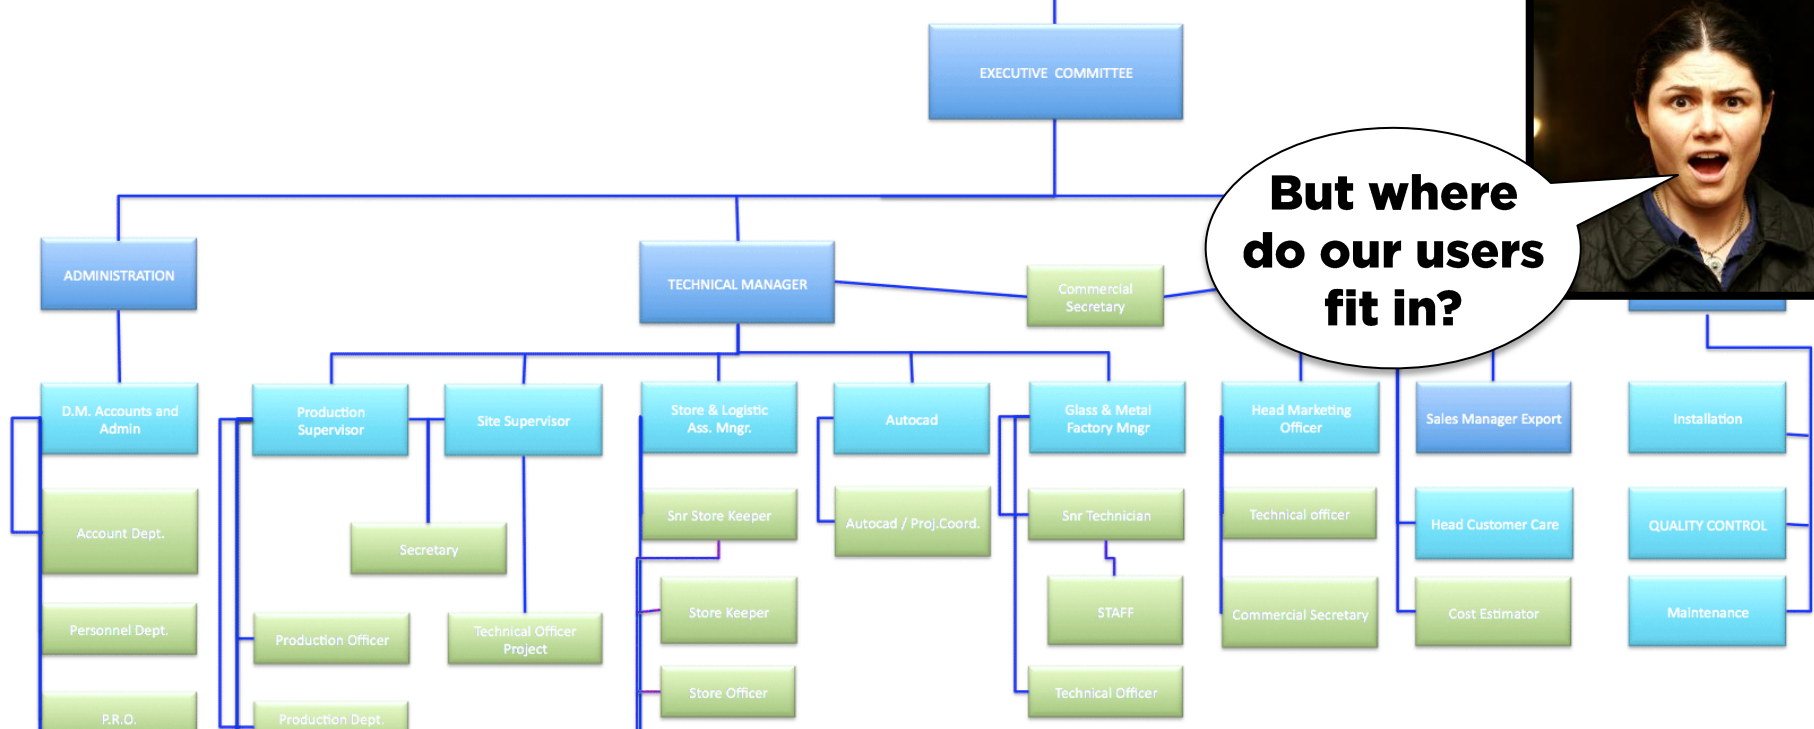 EXECUTIVE COMMITTEE
But where
do our users
fit in?
ADMINISTRATION
TECHNICAL MANAGER
Commercial
Secretary
D.M. Accounts and
Admin
Production
Supervisor
Site Supervisor
Store & Logistic
Ass. Mngr.
Autocad
Glass & Metal
Factory Mngr
Head Marketing
Officer
Sales Manager Export
Installation
Account Dept.
Secretary
Snr Store Keeper
Autocad / Proj.Coord.
Snr Technician
Technical officer
Head Customer Care
QUALITY CONTROL
Personnel Dept.
Production Officer
Technical Officer
Project
Store Keeper
STAFF
Commercial Secretary
Cost Estimator
Maintenance
P.R.O.
Production Dept.
Store Officer
Technical Officer